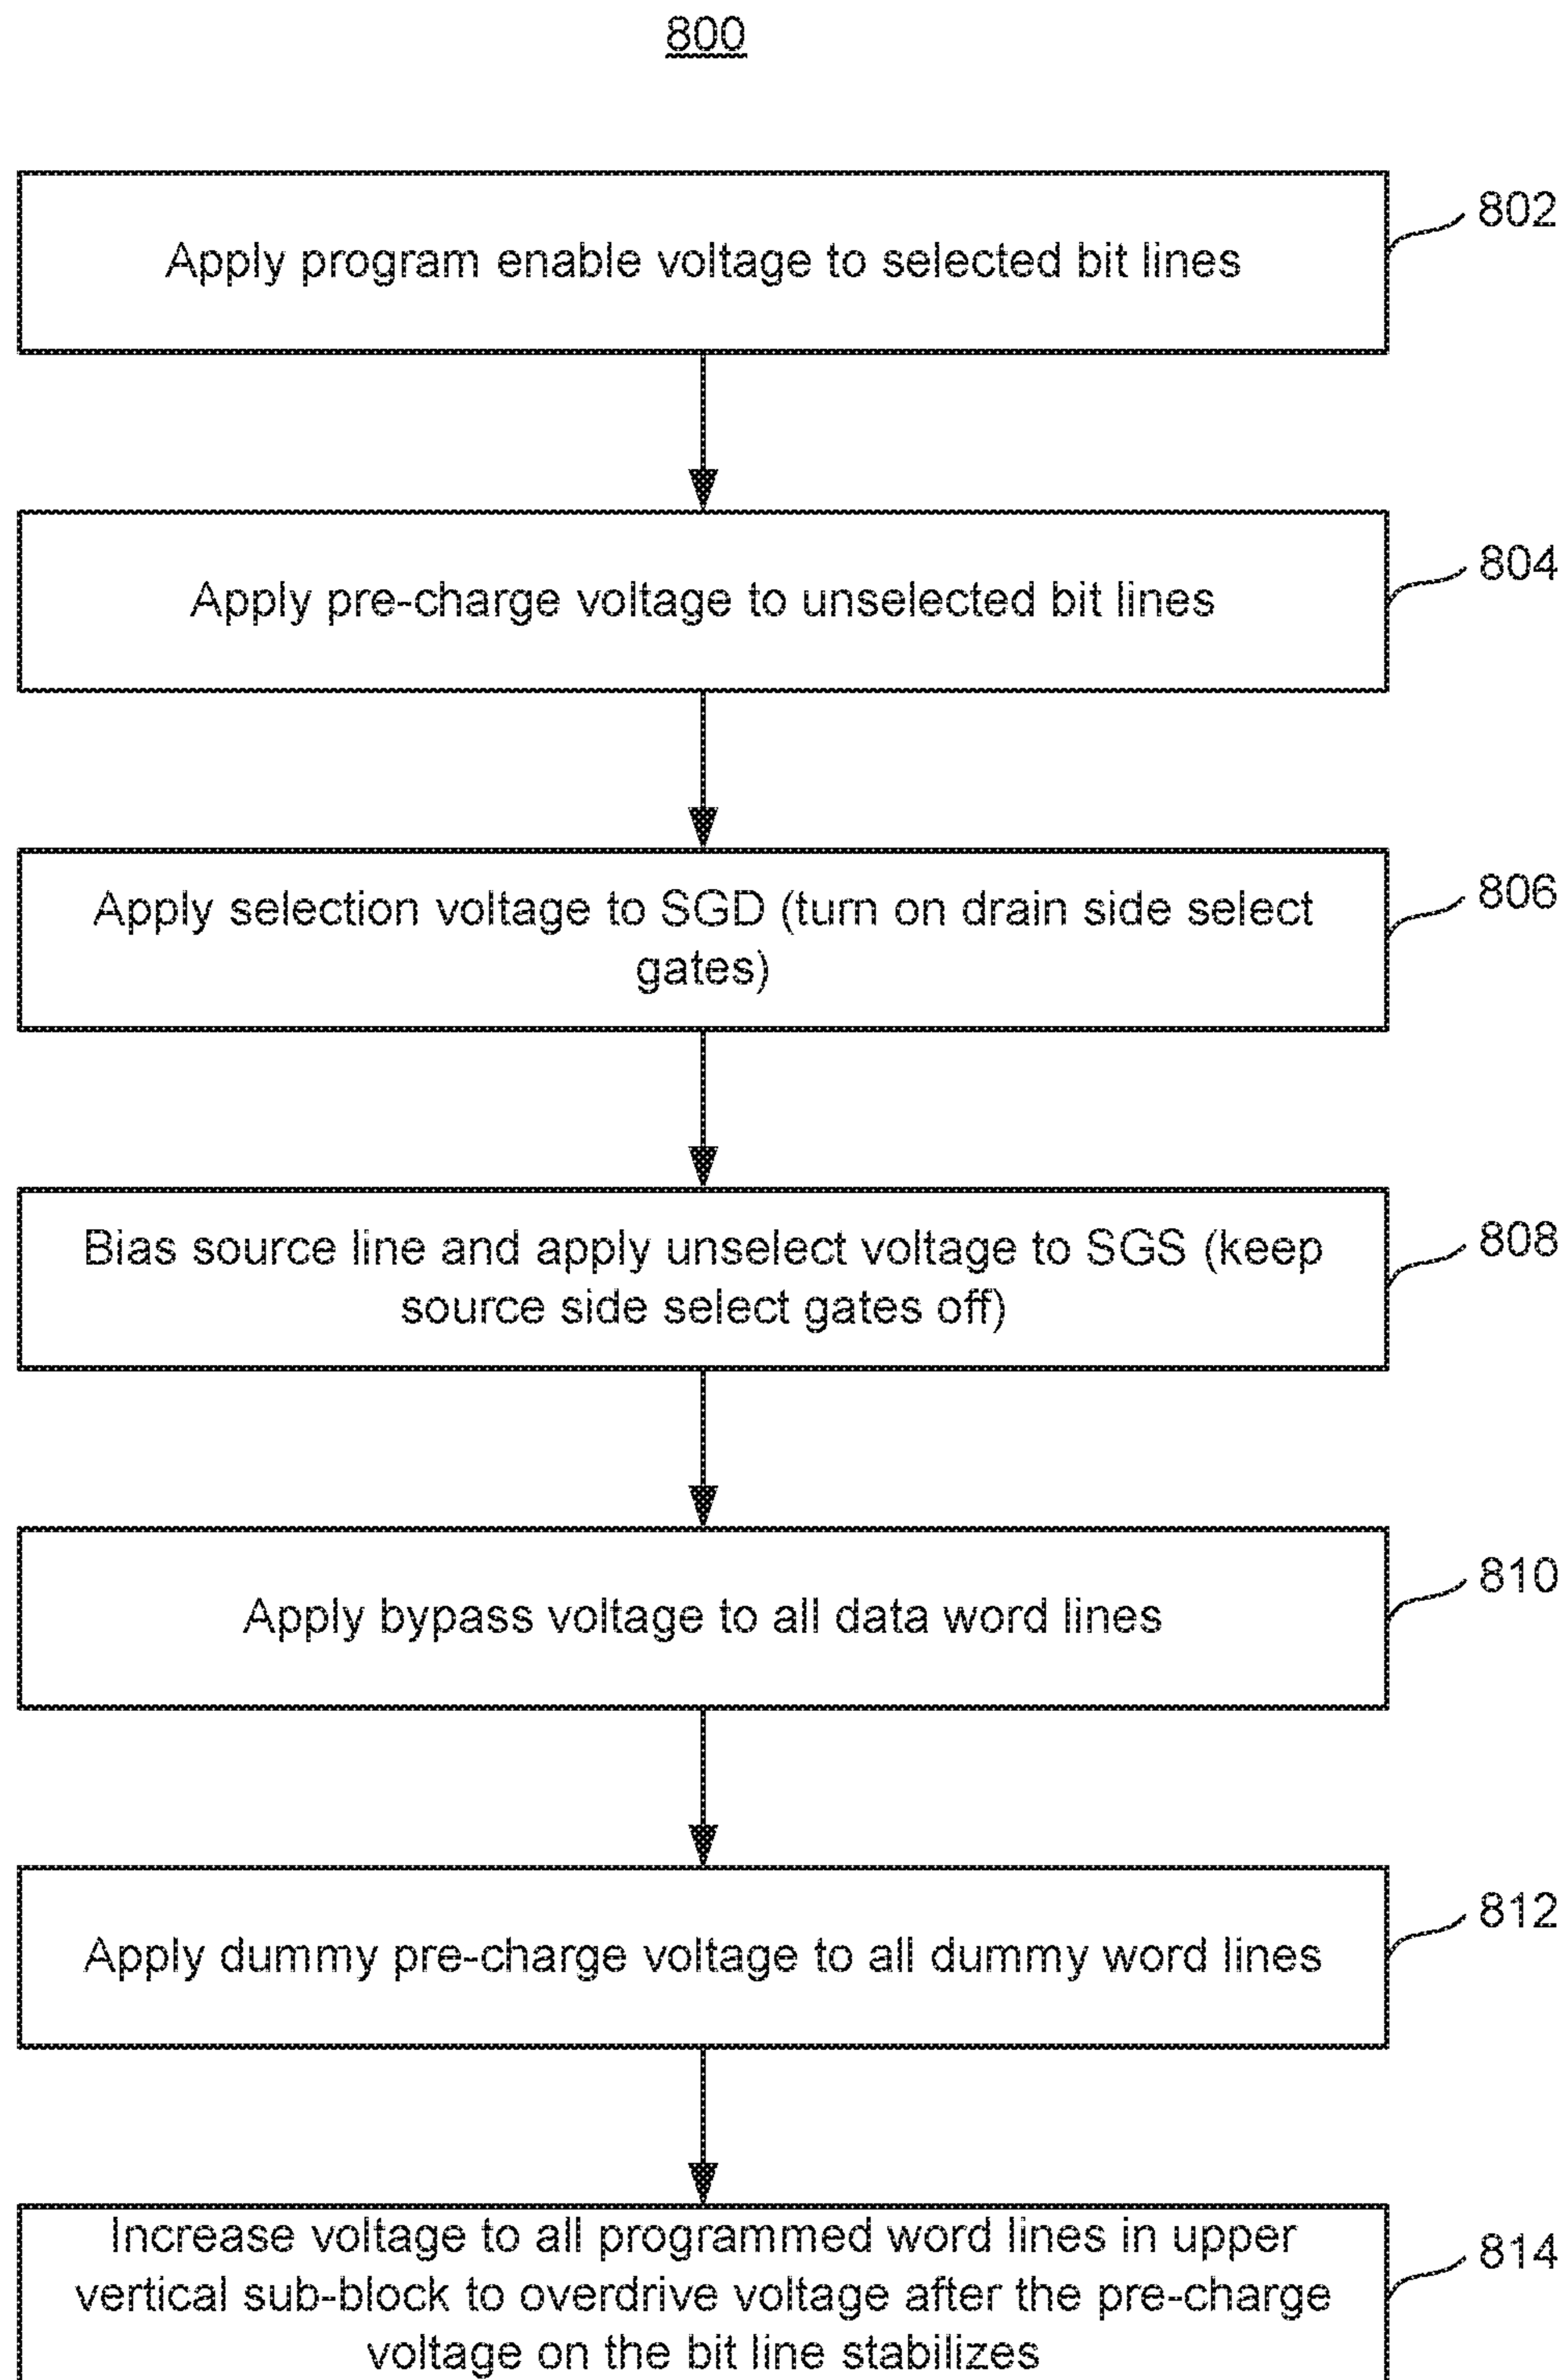 800
Apply program enable voltage to selected bit lines
802
Apply pre-charge voltage to unselected bit lines
804
Apply selection voltage to SGD (turn on drain side select
gates)
806
Bias source line and apply unselect voltage to SGS (keep
source side select gates off)
808
Apply bypass voltage to all data word lines
810
Apply dummy pre-charge voltage to all dummy word lines
812
Increase voltage to all programmed word lines in upper
vertical sub-block to overdrive voltage after the pre-charge
voltage on the bit line stabilizes
814